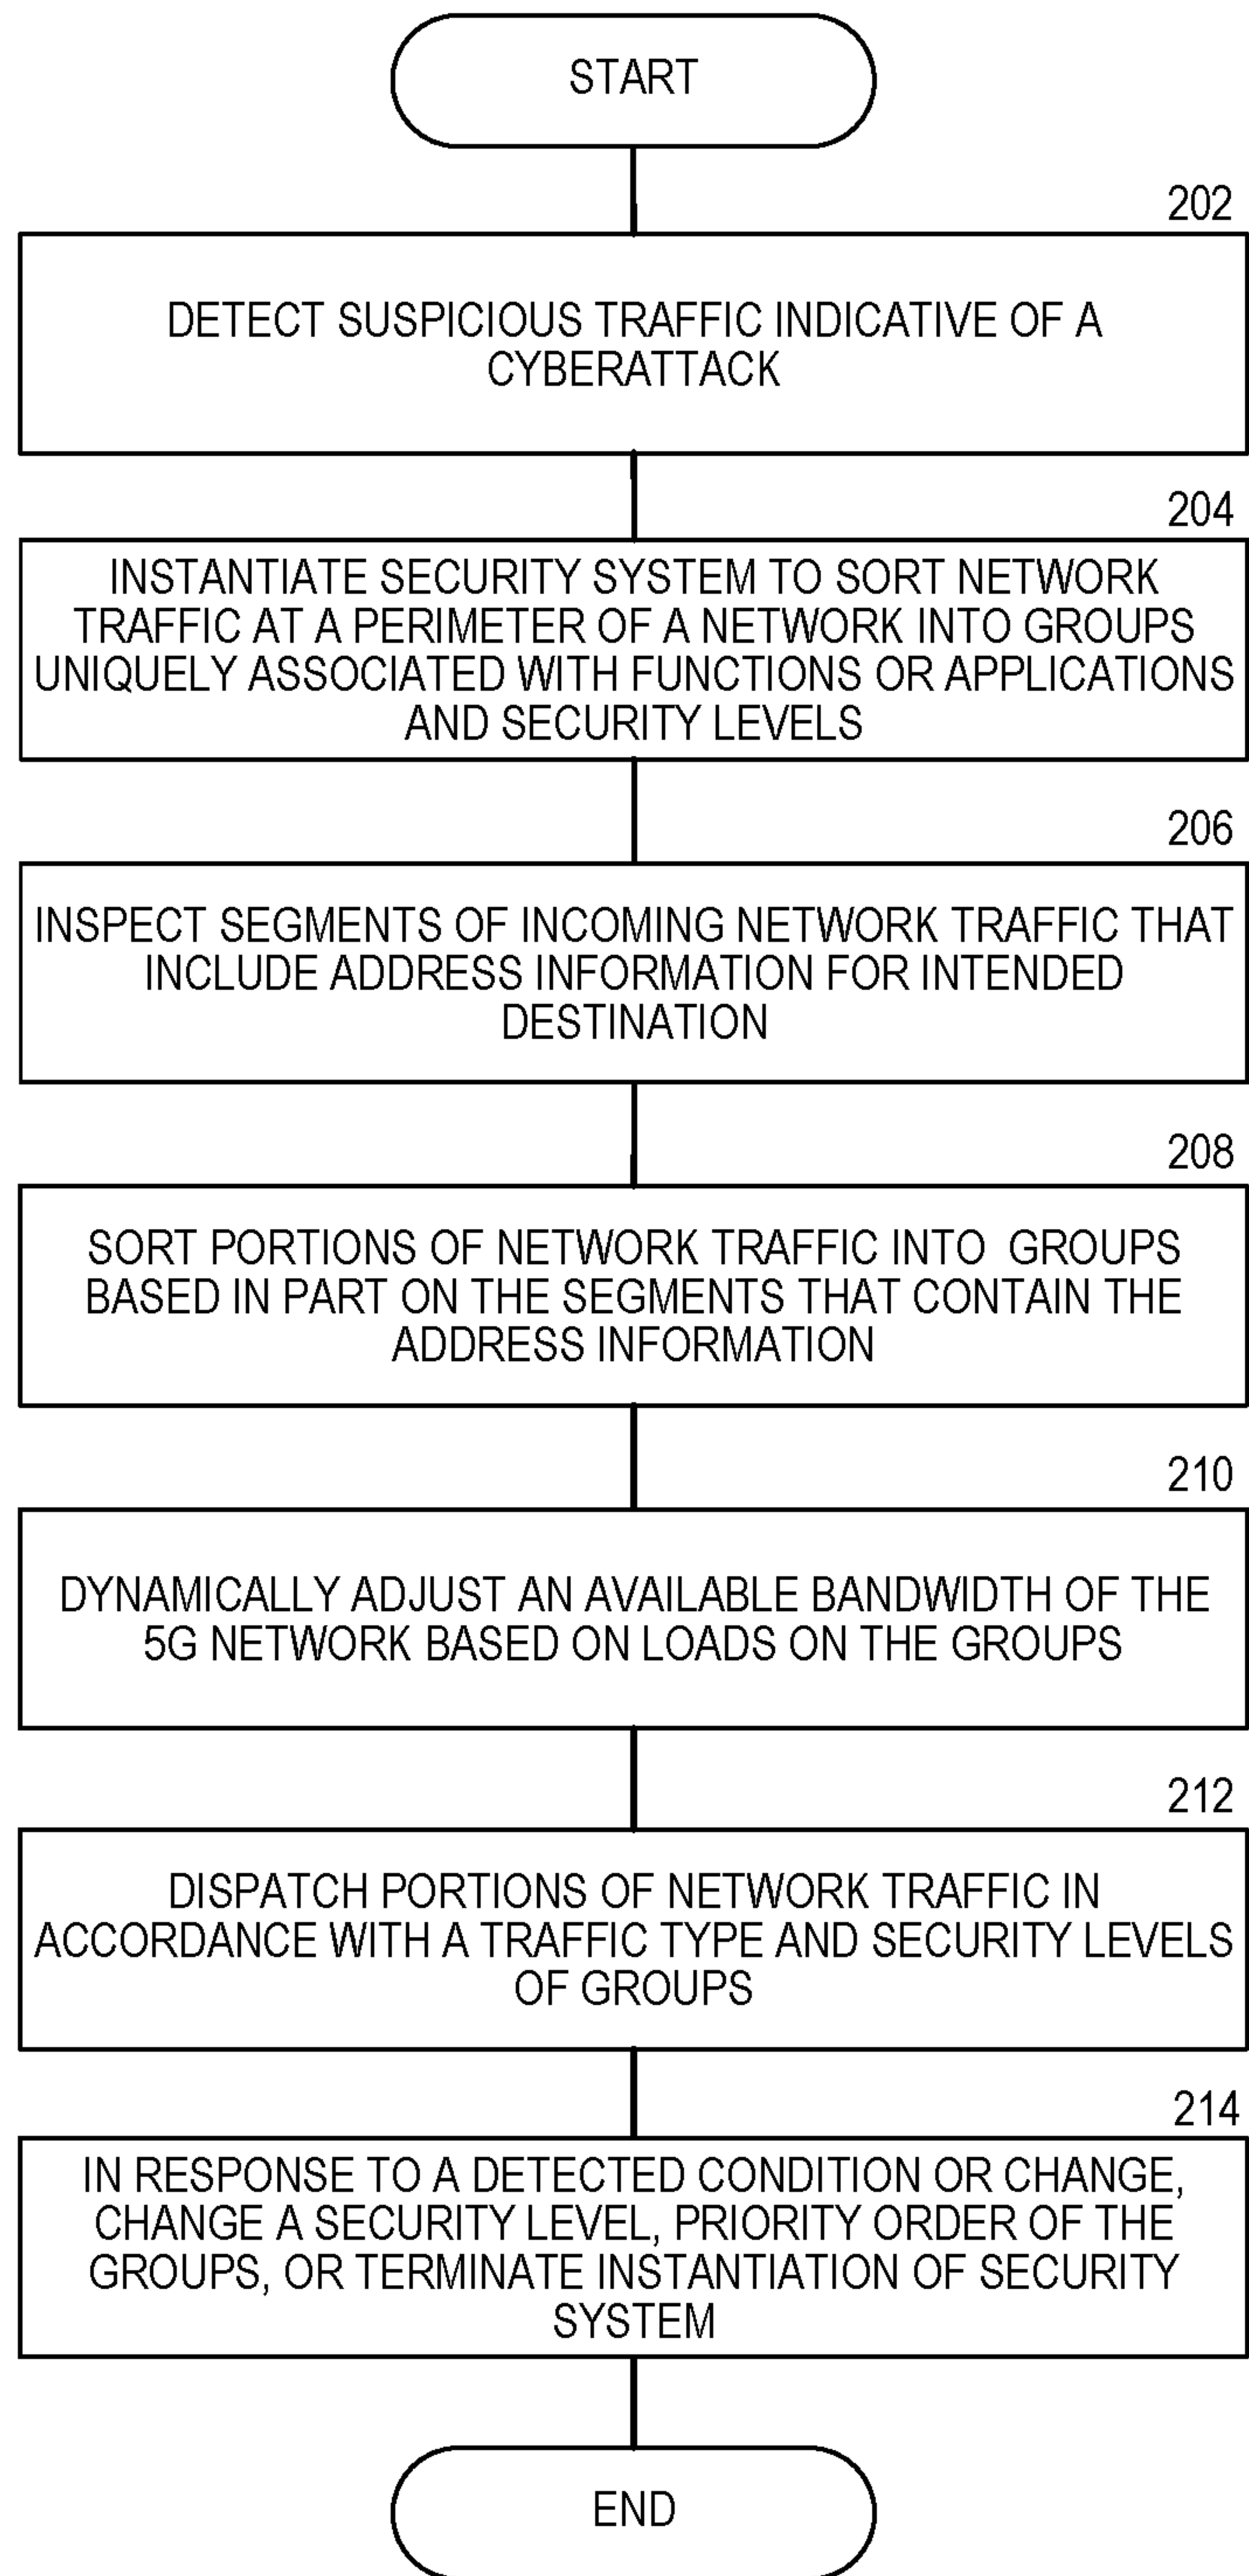 START
202
DETECT SUSPICIOUS TRAFFIC INDICATIVE OF A
CYBERATTACK
204
INSTANTIATE SECURITY SYSTEM TO SORT NETWORK
TRAFFIC AT A PERIMETER OF A NETWORK INTO GROUPS
UNIQUELY ASSOCIATED WITH FUNCTIONS OR APPLICATIONS
AND SECURITY LEVELS
206
INSPECT SEGMENTS OF INCOMING NETWORK TRAFFIC THAT
INCLUDE ADDRESS INFORMATION FOR INTENDED
DESTINATION
208
SORT PORTIONS OF NETWORK TRAFFIC INTO GROUPS
BASED IN PART ON THE SEGMENTS THAT CONTAIN THE
ADDRESS INFORMATION
210
DYNAMICALLY ADJUST AN AVAILABLE BANDWIDTH OF THE
5G NETWORK BASED ON LOADS ON THE GROUPS
212
DISPATCH PORTIONS OF NETWORK TRAFFIC IN
ACCORDANCE WITH A TRAFFIC TYPE AND SECURITY LEVELS
OF GROUPS
214
IN RESPONSE TO A DETECTED CONDITION OR CHANGE,
CHANGE A SECURITY LEVEL, PRIORITY ORDER OF THE
GROUPS, OR TERMINATE INSTANTIATION OF SECURITY
SYSTEM
END